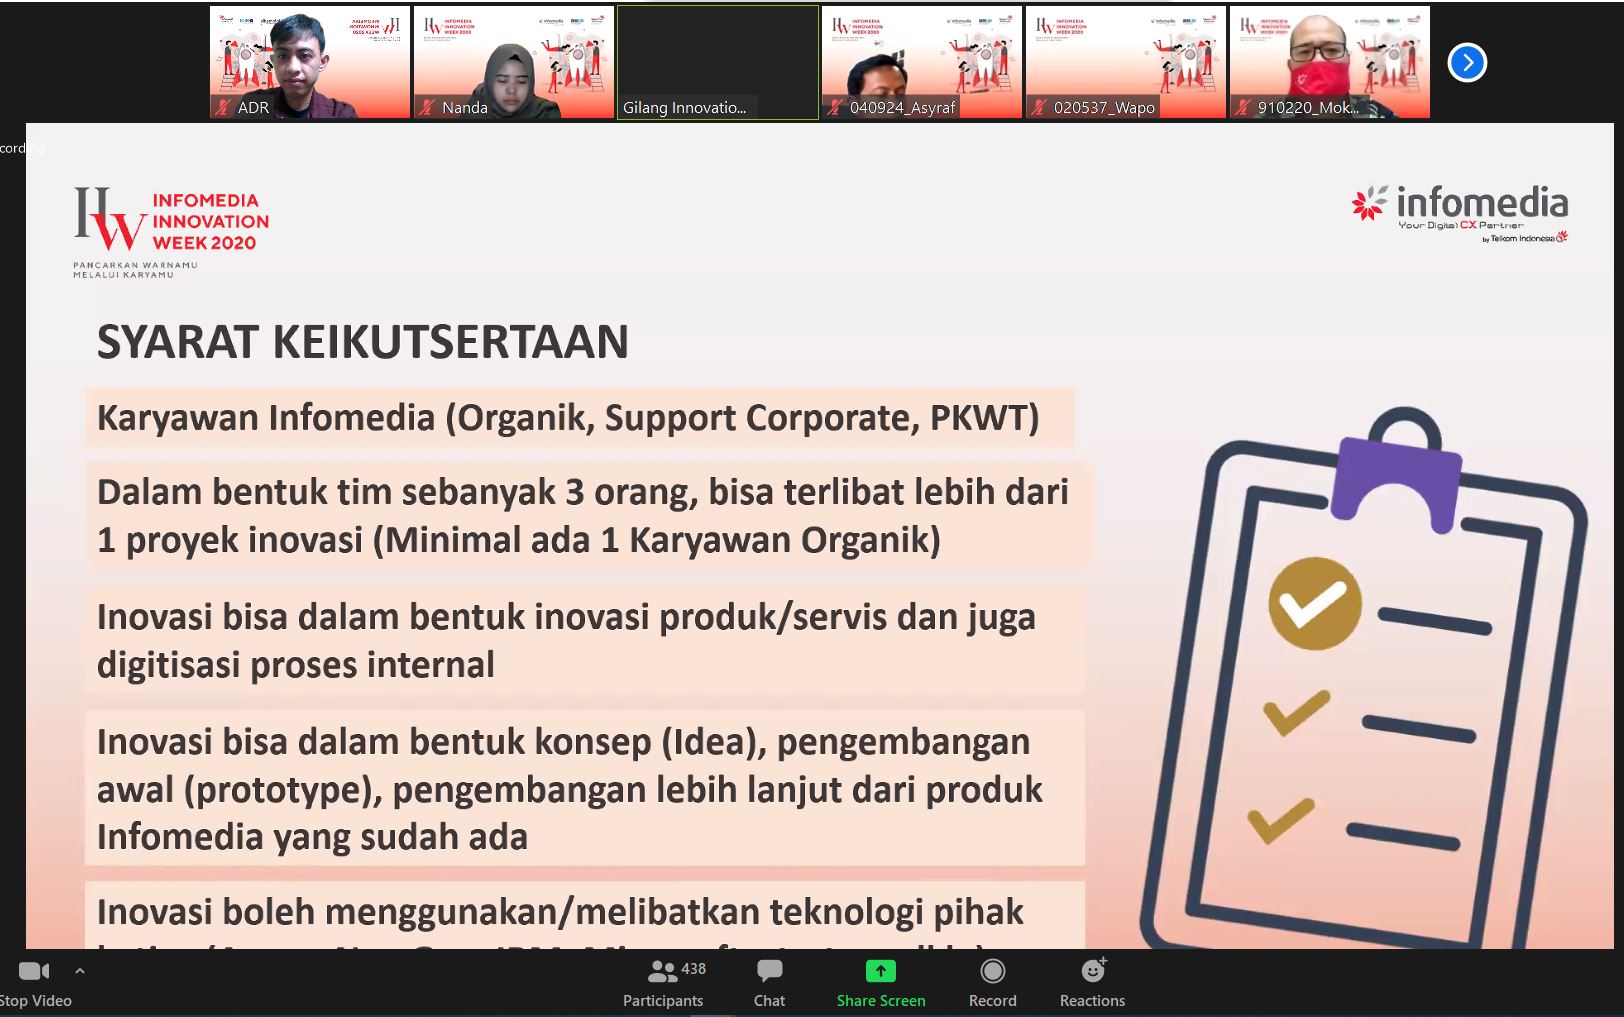 ADR
Nanda
Gilang Innovatio...
040924_Asyraf
020537_Wapo
910220_Mok...
cording
IIW
INFOMEDIA
INNOVATION
WEEK 2020
PANCARKAN WARNAMU
MELALUI KARYAMU
infomedia
Your Digital CX Partner
by Telkom Indonesia
SYARAT KEIKUTSERTAAN
Karyawan Infomedia (Organik, Support Corporate, PKWT)
Dalam bentuk tim sebanyak 3 orang, bisa terlibat lebih dari
1 proyek inovasi (Minimal ada 1 Karyawan Organik)
Inovasi bisa dalam bentuk inovasi produk/servis dan juga
digitisasi proses internal
Inovasi bisa dalam bentuk konsep (Idea), pengembangan
awal (prototype), pengembangan lebih lanjut dari produk
Infomedia yang sudah ada
Inovasi boleh menggunakan/melibatkan teknologi pihak
Stop Video
438
Participants
Chat
Share Screen
Record
Reactions